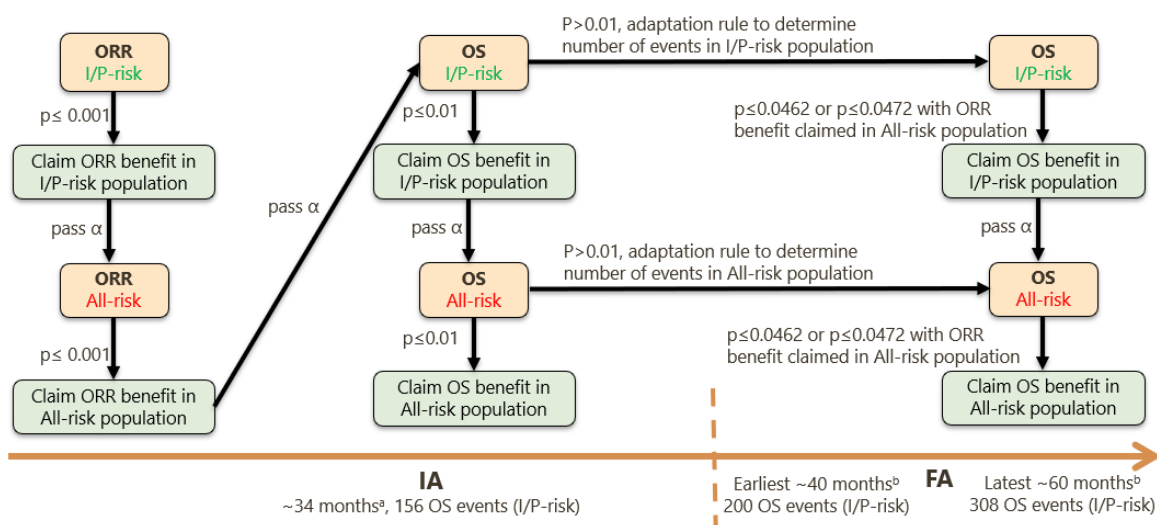 ORR
I/P-risk
p≤ 0.001
Claim ORR benefit in
I/P-risk population
pass α
ORR
All-risk
p≤ 0.001
Claim ORR benefit in
All-risk population
pass α
OS
I/P-risk
p≤0.01
Claim OS benefit in
I/P-risk population
pass α
OS
All-risk
p≤0.01
Claim OS benefit in
All-risk population
P>0.01, adaptation rule to determine
number of events in I/P-risk population
P>0.01, adaptation rule to determine
number of events in All-risk population
OS
I/P-risk
p≤0.0462 or p≤0.0472 with ORR
benefit claimed in All-risk population
Claim OS benefit in
I/P-risk population
pass α
OS
All-risk
p≤0.0462 or p≤0.0472 with ORR
benefit claimed in All-risk population
Claim OS benefit in
All-risk population
IA
~34 monthsᵃ, 156 OS events (I/P-risk)
FA
Earliest ~40 monthsᵇ
200 OS events (I/P-risk)
Latest ~60 monthsᵇ
308 OS events (I/P-risk)